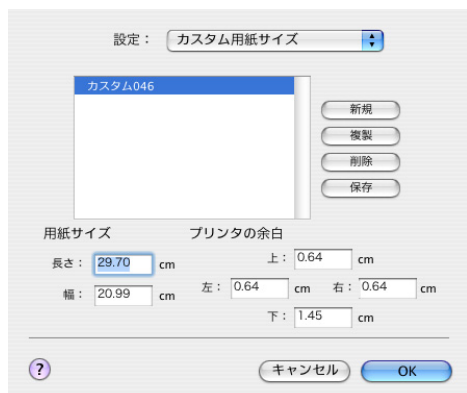 設定： カスタム用紙サイズ
カスタム046
新規
複製
削除
保存
用紙サイズ プリンタの余白
長さ： 29.70 cm
上： 0.64 cm
幅： 20.99 cm
左： 0.64 cm 右： 0.64 cm
下： 1.45 cm
? キャンセル OK